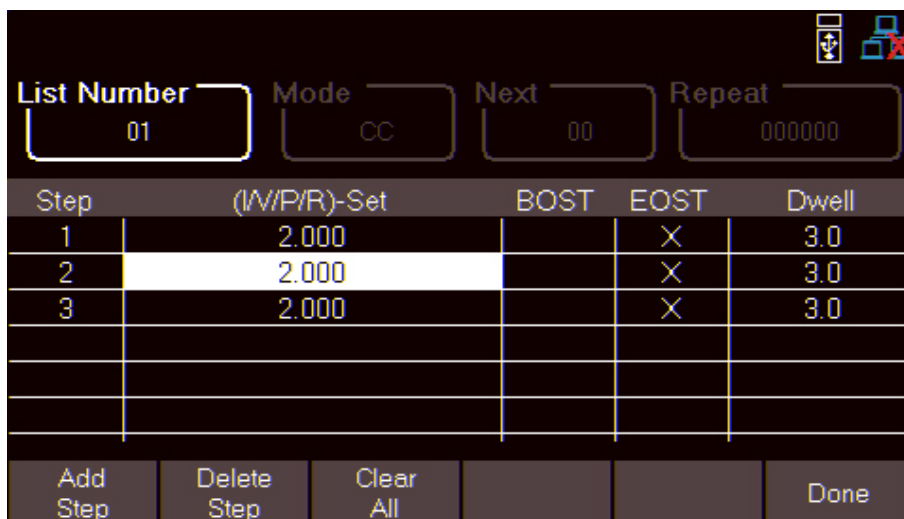 List Number Mode Next Repeat
01 CC 00 000000
Step (I/V/P/R)-Set BOST EOST Dwell
1 2.000 X 3.0
2 2.000 X 3.0
3 2.000 X 3.0
Add Delete Clear
Step Step All Done